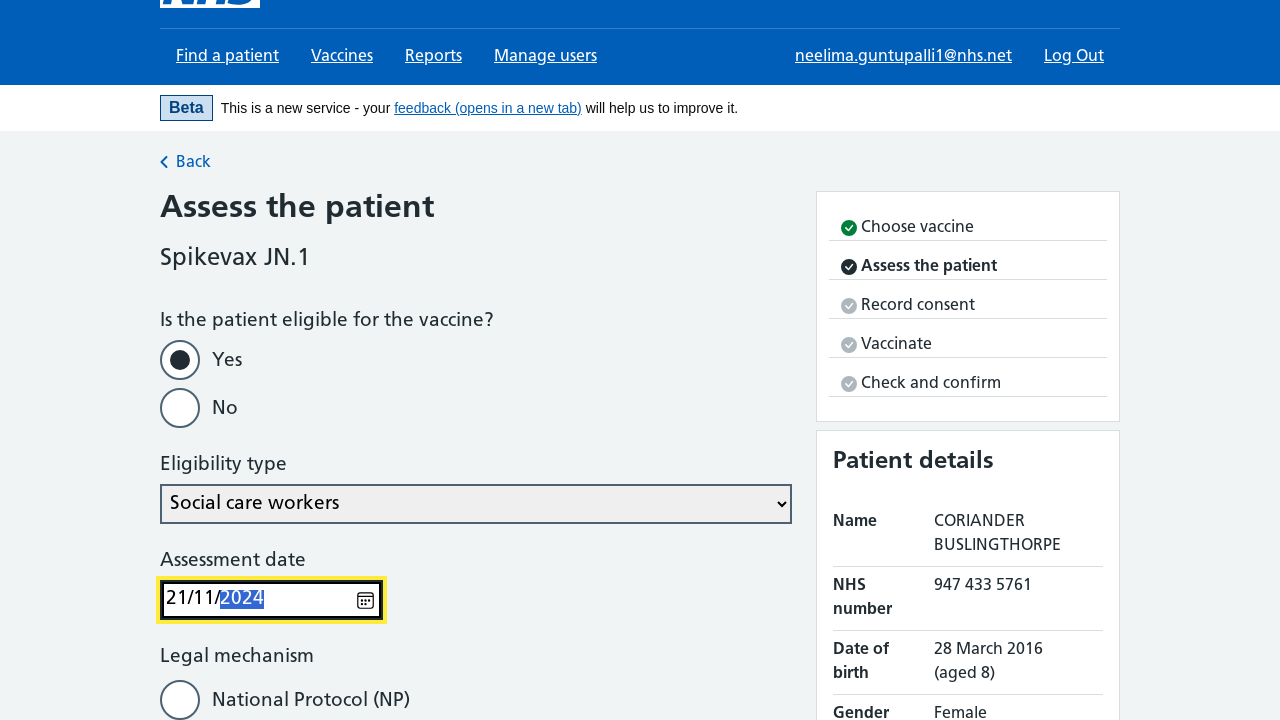 NHS
Find a patient Vaccines Reports Manage users neelima.guntupalli1@nhs.net Log Out
Beta This is a new service - your feedback (opens in a new tab) will help us to improve it.
Back
Assess the patient
Spikevax JN.1
Is the patient eligible for the vaccine?
Yes
No
Eligibility type
Social care workers
Assessment date
21/11/2024
Legal mechanism
National Protocol (NP)
Choose vaccine
Assess the patient
Record consent
Vaccinate
Check and confirm
Patient details
Name CORIANDER
BUSLINGTHORPE
NHS 947 433 5761
number
Date of 28 March 2016
birth (aged 8)
Gender Female